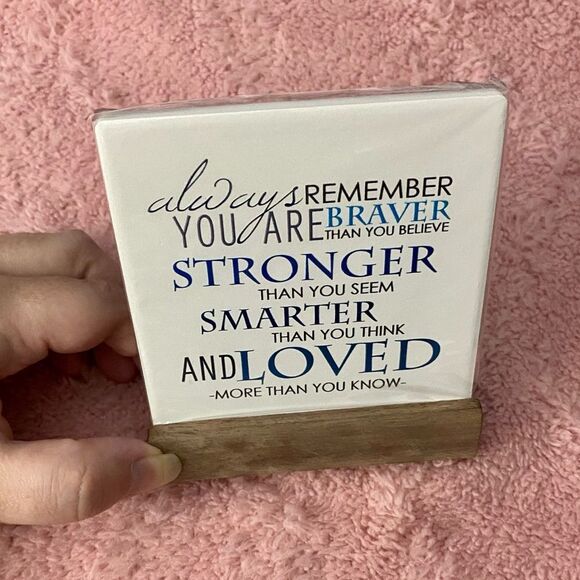 always REMEMBER
YOU ARE BRAVER
THAN YOU BELIEVE
STRONGER
THAN YOU SEEM
SMARTER
THAN YOU THINK
AND LOVED
-MORE THAN YOU KNOW-